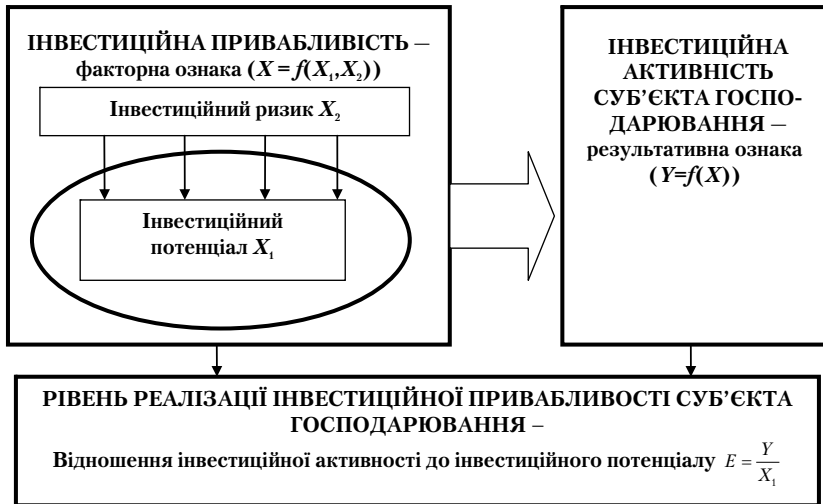 ІНВЕСТИЦІЙНА ПРИВАБЛИВІСТЬ –
факторна ознака (X = f(X₁,X₂))
Інвестиційний ризик X₂
Інвестиційний
потенціал X₁
ІНВЕСТИЦІЙНА
АКТИВНІСТЬ
СУБ’ЄКТА ГОСПО-
ДАРЮВАННЯ –
результативна ознака
(Y=f(X))
РІВЕНЬ РЕАЛІЗАЦІЇ ІНВЕСТИЦІЙНОЇ ПРИВАБЛИВОСТІ СУБ’ЄКТА
ГОСПОДАРЮВАННЯ –
Відношення інвестиційної активності до інвестиційного потенціалу E = Y/X₁